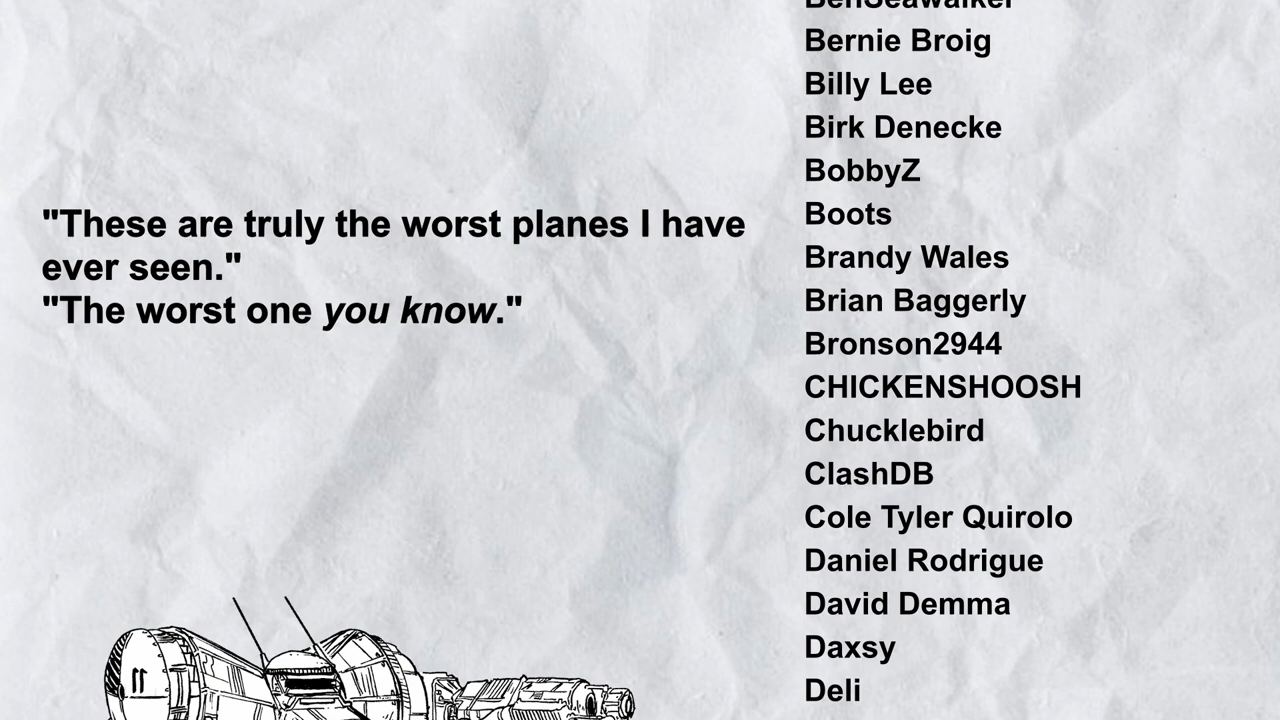 "These are truly the worst planes I have
ever seen."
"The worst one you know."
BenSeawalker
Bernie Broig
Billy Lee
Birk Denecke
BobbyZ
Boots
Brandy Wales
Brian Baggerly
Bronson2944
CHICKENSHOOSH
Chucklebird
ClashDB
Cole Tyler Quirolo
Daniel Rodrigue
David Demma
Daxsy
Deli
11